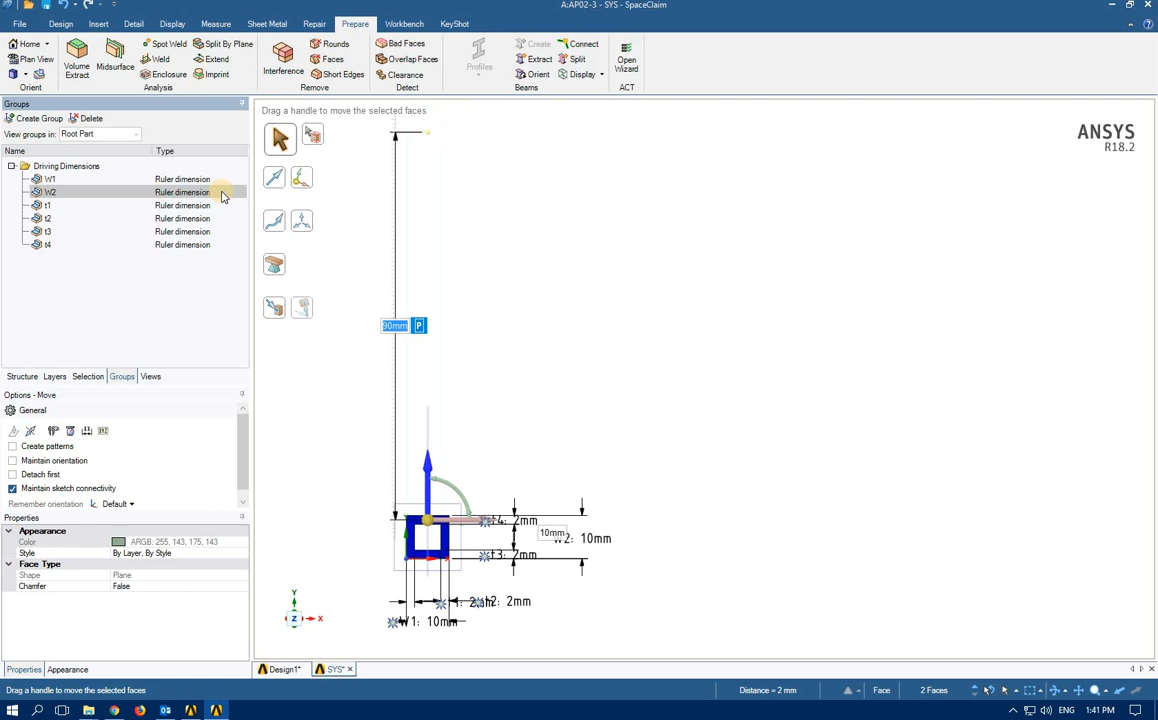 A:AP02-3 - SYS - SpaceClaim
File Design Insert Detail Display Measure Sheet Metal Repair Prepare Workbench KeyShot
Home
Plan View
Orient
Volume Extract
Midsurface
Spot Weld
Weld
Enclosure
Split By Plane
Extend
Imprint
Analysis
Interference
Rounds
Faces
Short Edges
Remove
Bad Faces
Overlap Faces
Clearance
Detect
Profiles
Create
Extract
Orient
Connect
Split
Display
Beams
Open Wizard
ACT
Groups
Create Group Delete
View groups in: Root Part
Name Type
Driving Dimensions
W1 Ruler dimension
W2 Ruler dimension
t1 Ruler dimension
t2 Ruler dimension
t3 Ruler dimension
t4 Ruler dimension
Structure Layers Selection Groups Views
Options - Move
General
XYZ
Create patterns
Maintain orientation
Detach first
Maintain sketch connectivity
Remember orientation Default
Properties
Appearance
Color ARGB: 255, 143, 175, 143
Style By Layer, By Style
Face Type
Shape Plane
Chamfer False
Properties Appearance
Drag a handle to move the selected faces
ANSYS
R18.2
90mm P
t4: 2mm
10mm
W2: 10mm
t3: 2mm
t2: 2mm
W1: 10mm
Y
Z X
Design1* SYS*
Drag a handle to move the selected faces Distance = 2 mm Face 2 Faces
ENG 1:41 PM